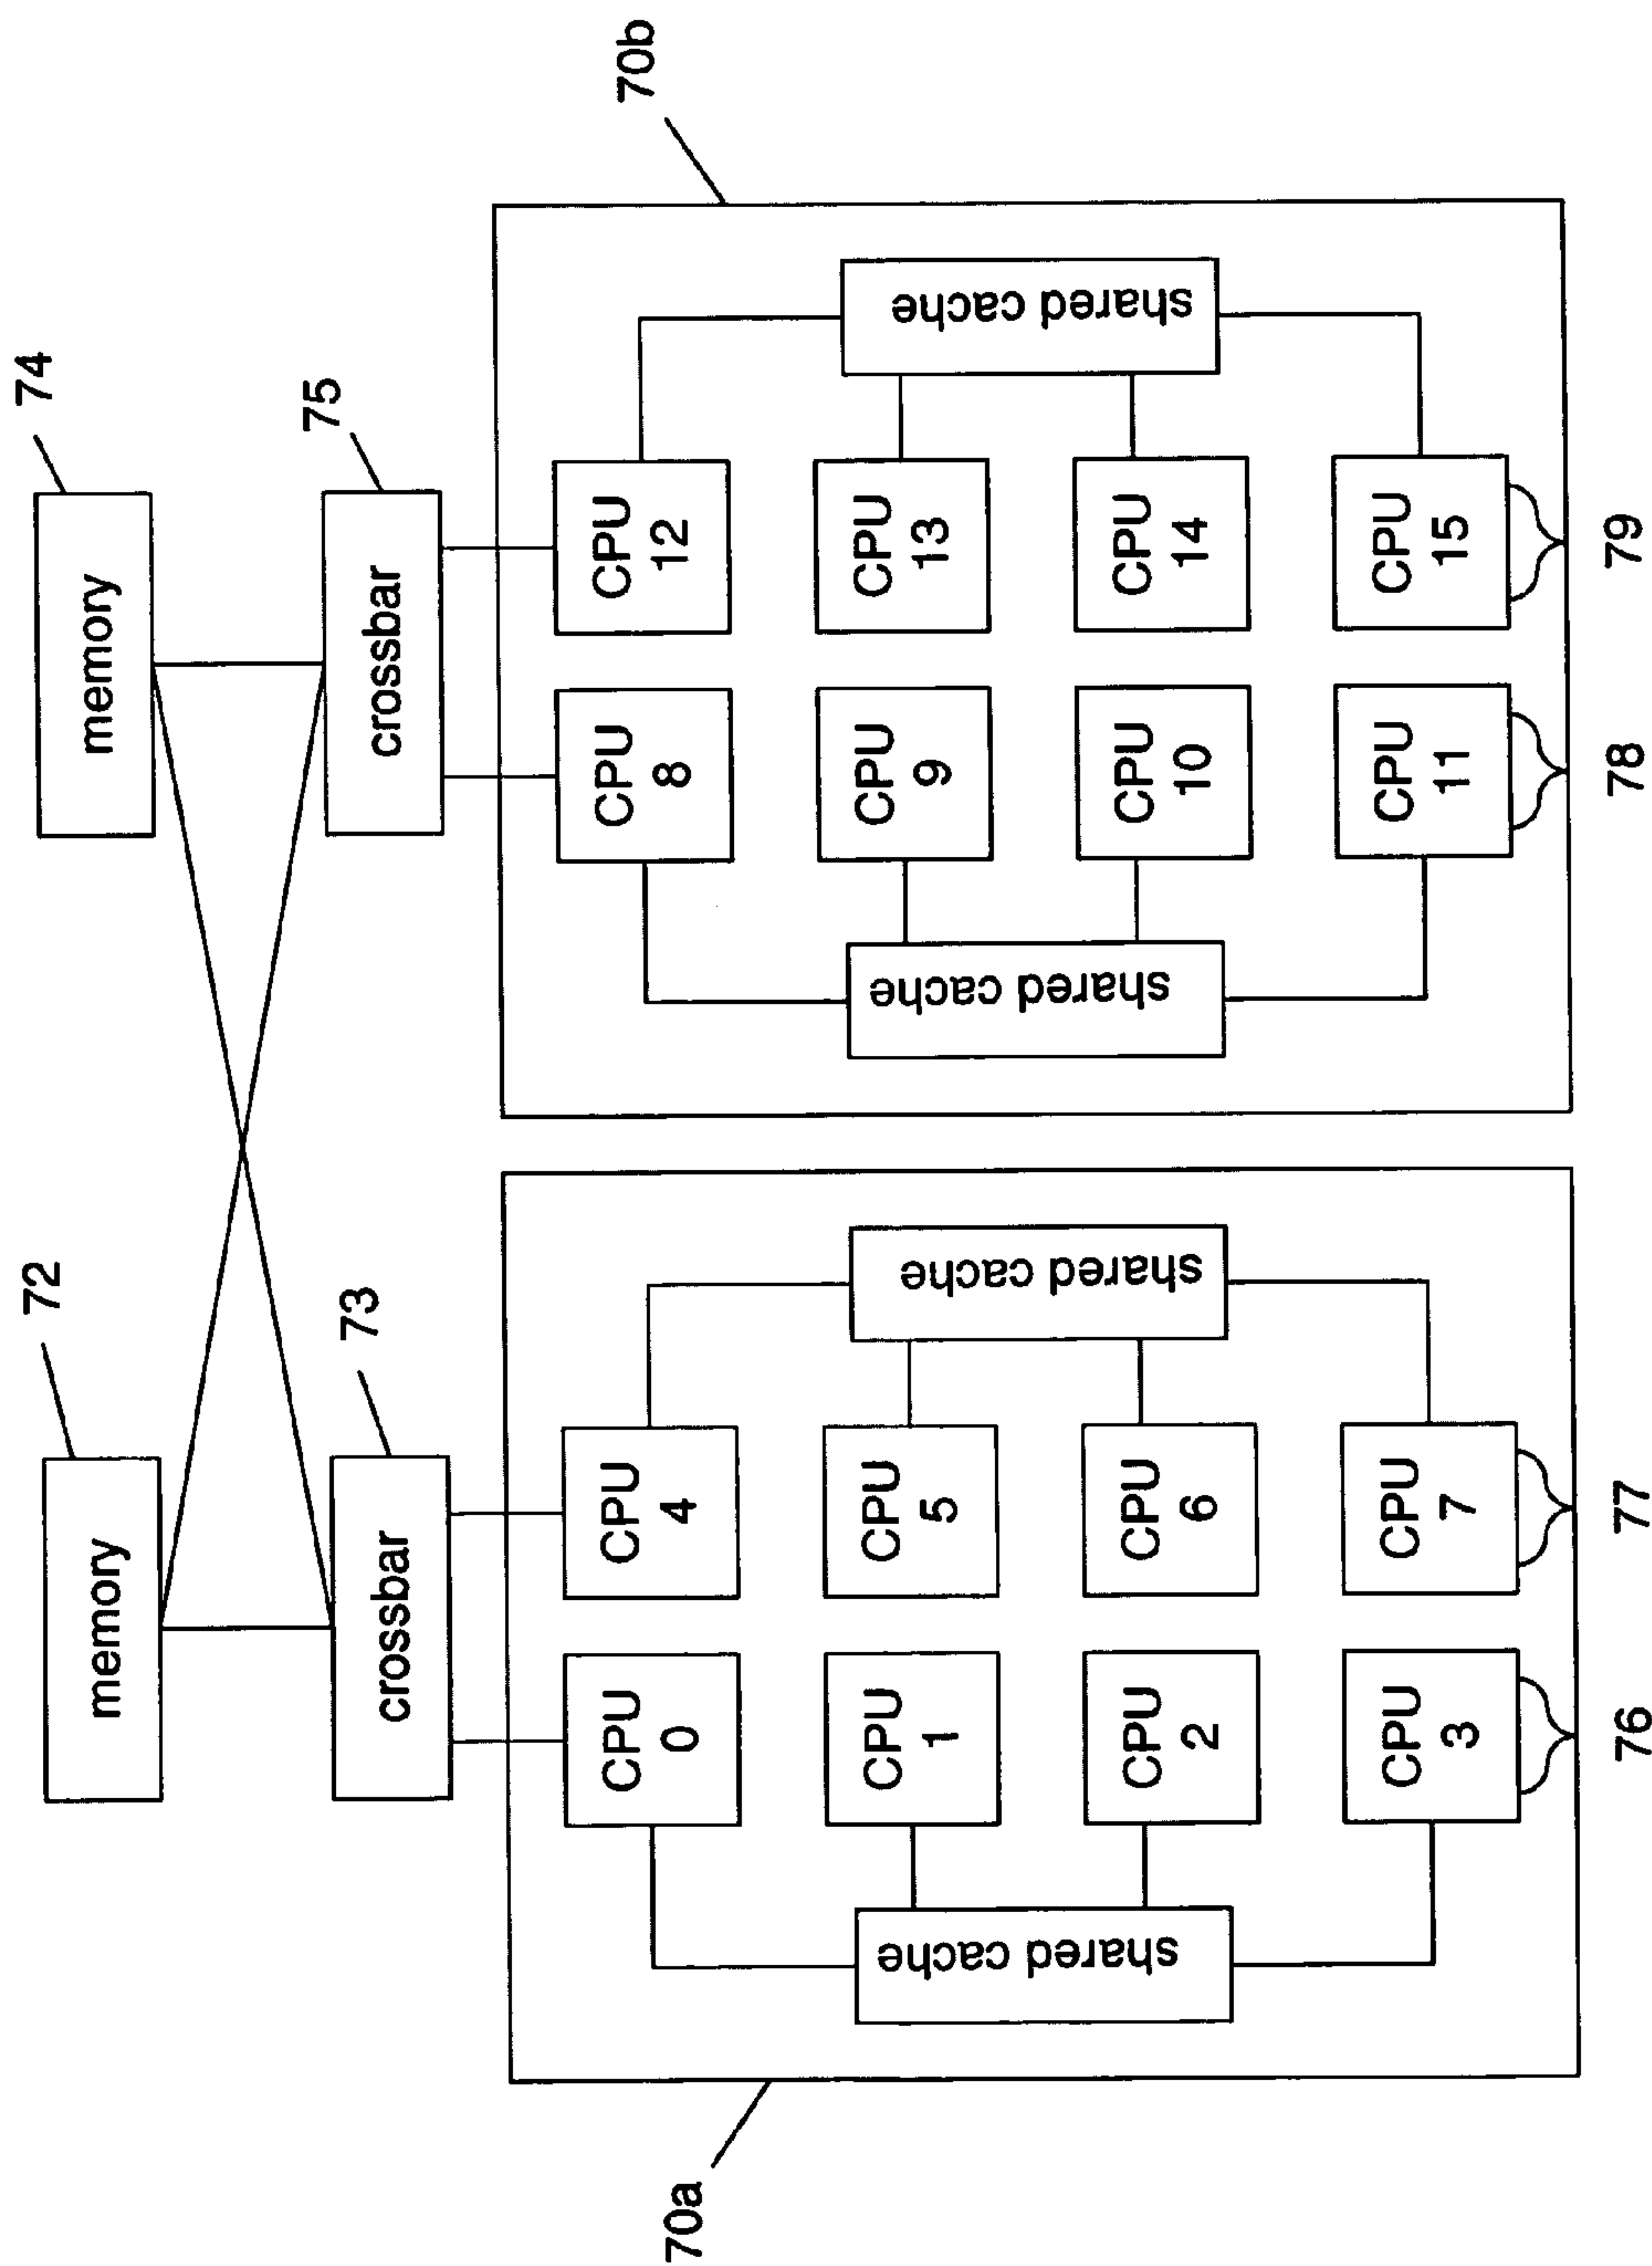 72
74
memory
memory
73
75
crossbar
crossbar
70a
70b
CPU
0
CPU
4
CPU
8
CPU
12
CPU
1
CPU
5
CPU
9
CPU
13
shared cache
shared cache
shared cache
shared cache
CPU
2
CPU
6
CPU
10
CPU
14
CPU
3
CPU
7
CPU
11
CPU
15
76
77
78
79